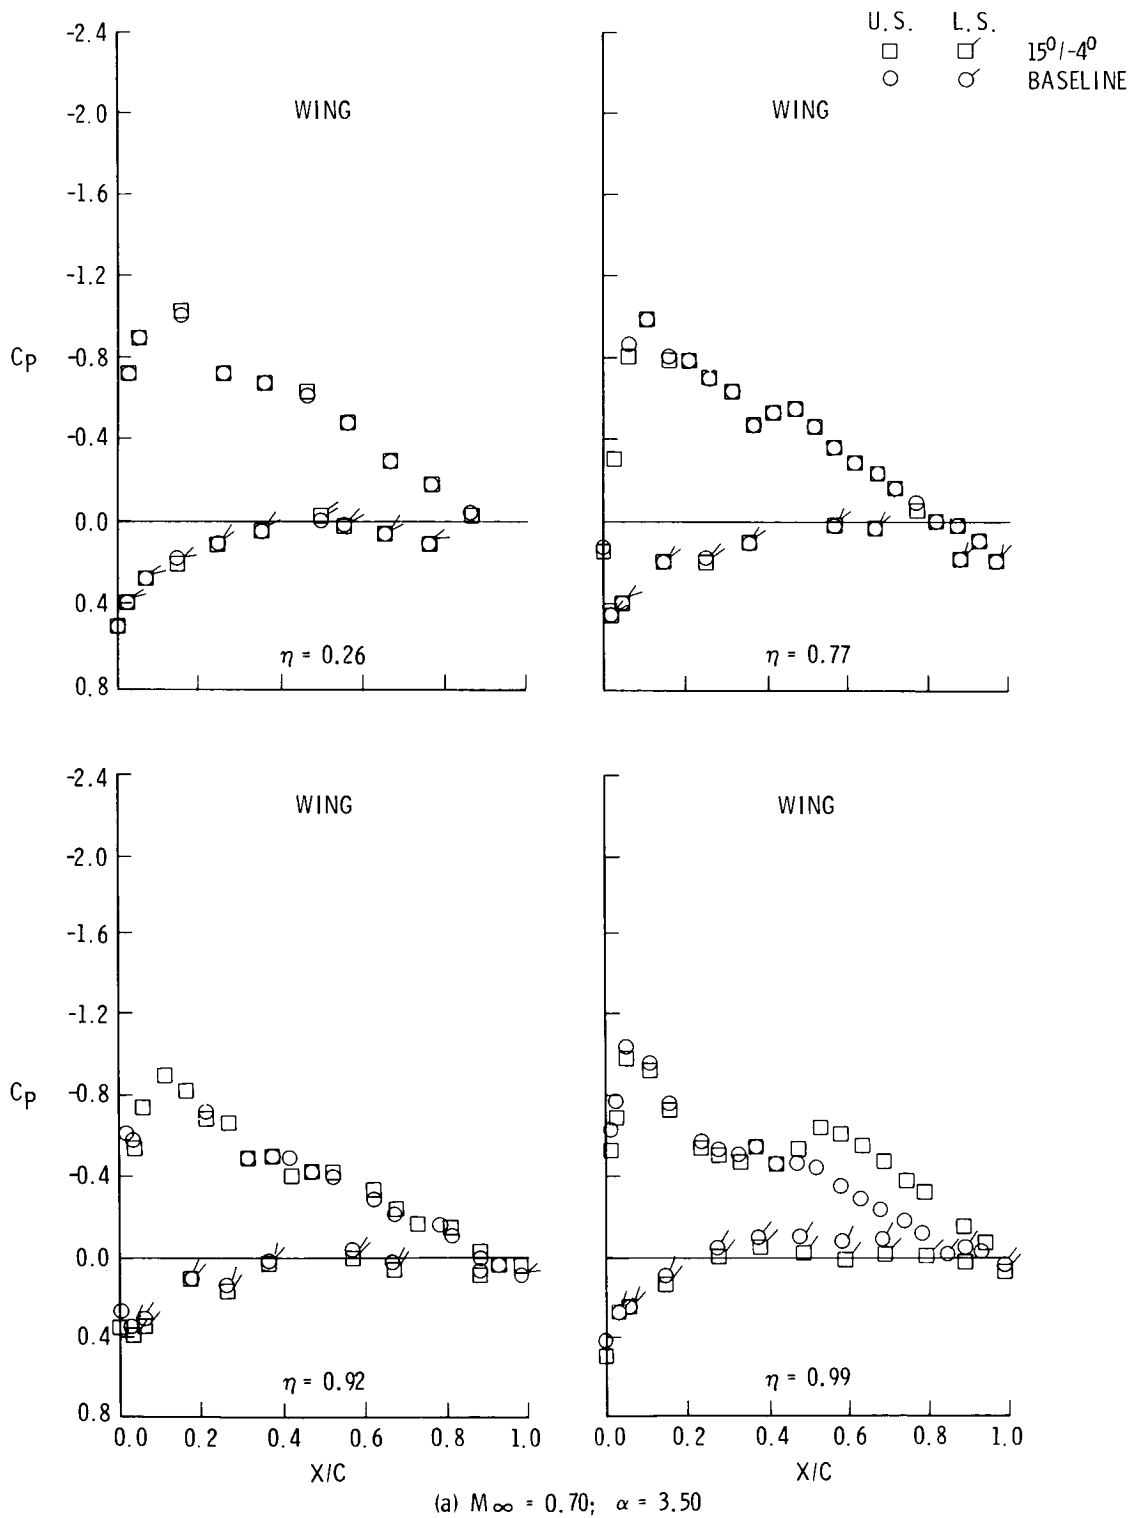 U.S. L.S.
15⁰/-4⁰
BASELINE
-2.4
-2.0
-1.6
-1.2
-0.8
-0.4
0.0
0.4
0.8
CP
WING
η = 0.26
WING
η = 0.77
-2.4
-2.0
-1.6
-1.2
-0.8
-0.4
0.0
0.4
0.8
CP
WING
η = 0.92
0.0 0.2 0.4 0.6 0.8 1.0
X/C
WING
η = 0.99
0.0 0.2 0.4 0.6 0.8 1.0
X/C
(a) M∞ = 0.70; α = 3.50